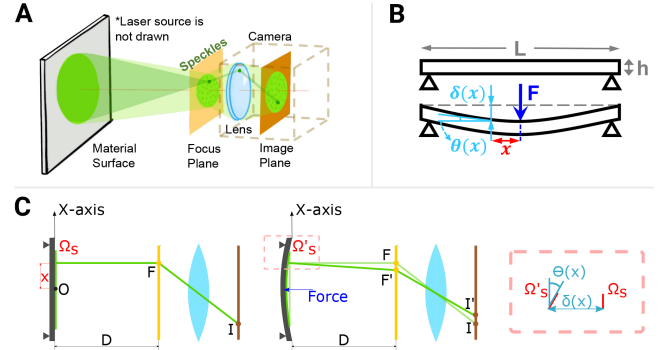 A
*Laser source is
not drawn
Camera
Speckles
Lens
Material
Surface
Focus
Plane
Image
Plane
B
L
h
δ(x)
F
θ(x)
x
C
X-axis
Ωs
x
O
F
I
D
X-axis
Ω's
F
F'
Force
I'
I
D
Θ(x)
Ω's
Ωs
δ(x)